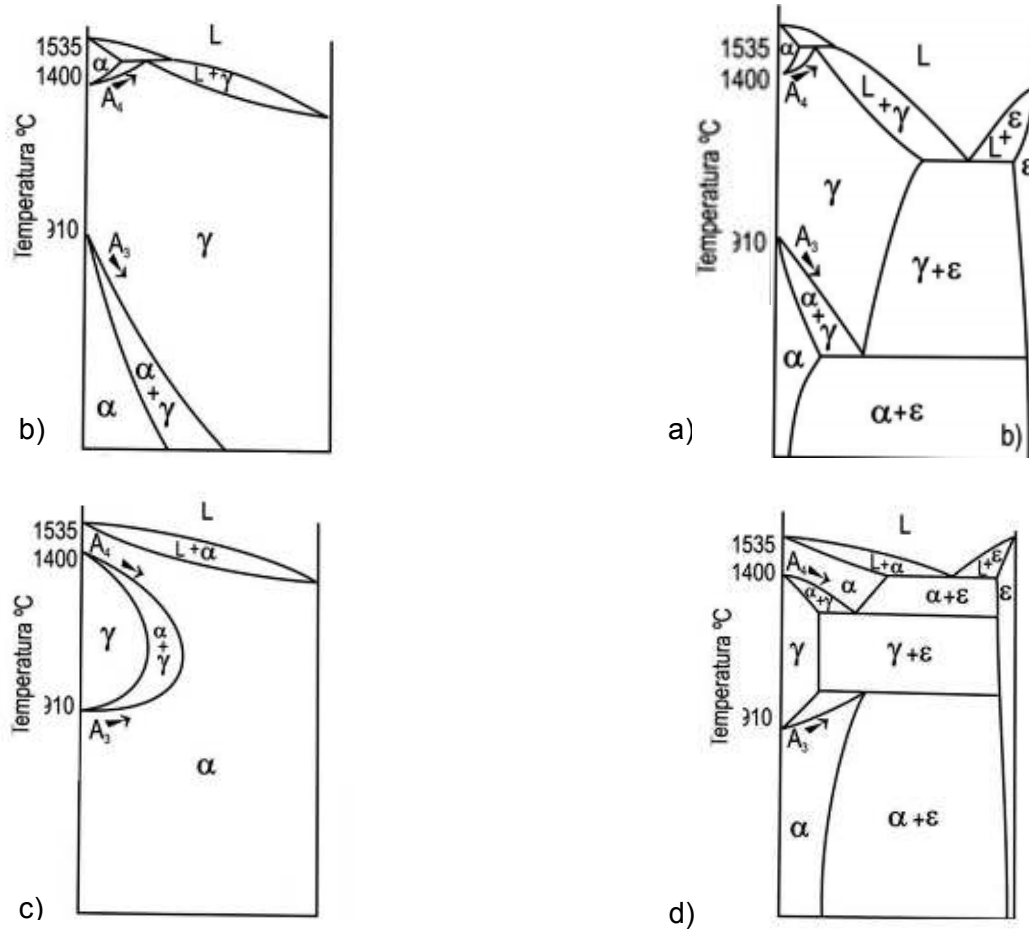 L
1535
α
1400
L+γ
A4
Temperatura ºC
910
A3
γ
α+γ
α
b)
L
1535
α
1400
L+γ
L+ε
A4
ε
Temperatura ºC
γ
910
A3
γ+ε
α+γ
α
α+ε
a)
b)
L
1535
L+α
1400
A4
γ
α+γ
Temperatura ºC
910
A3
α
c)
L
1535
L+α
L+ε
1400
A4
α
α+γ
α+ε
ε
γ
γ+ε
Temperatura ºC
910
A3
α
α+ε
d)